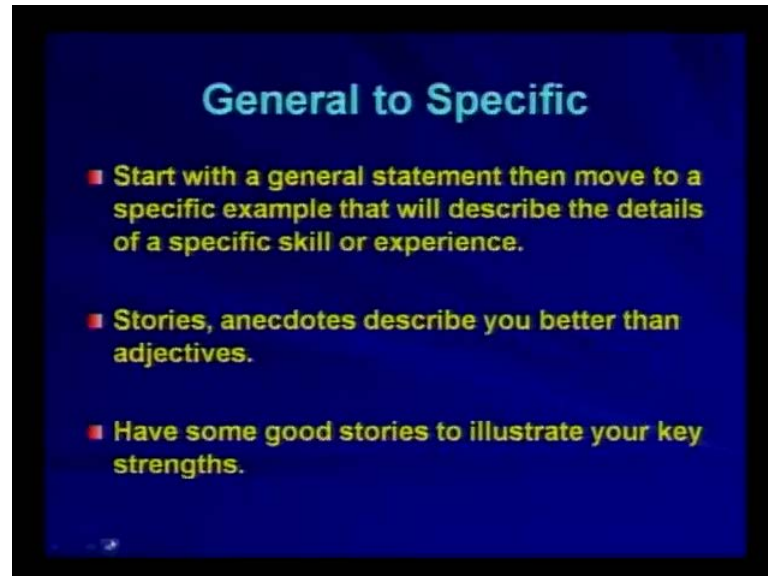 General to Specific
Start with a general statement then move to a
specific example that will describe the details
of a specific skill or experience.
Stories, anecdotes describe you better than
adjectives.
Have some good stories to illustrate your key
strengths.